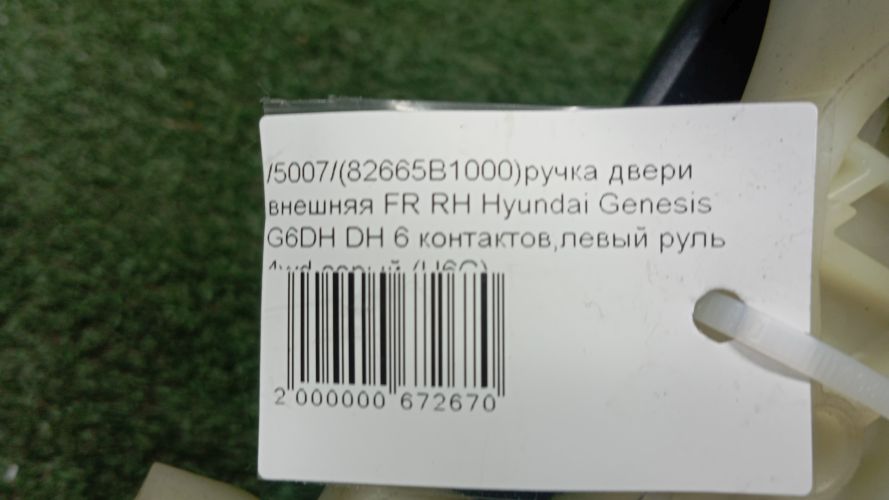 /5007/(82665B1000)ручка двери
внешняя FR RH Hyundai Genesis
G6DH DH 6 контактов,левый руль
2 000000 672670